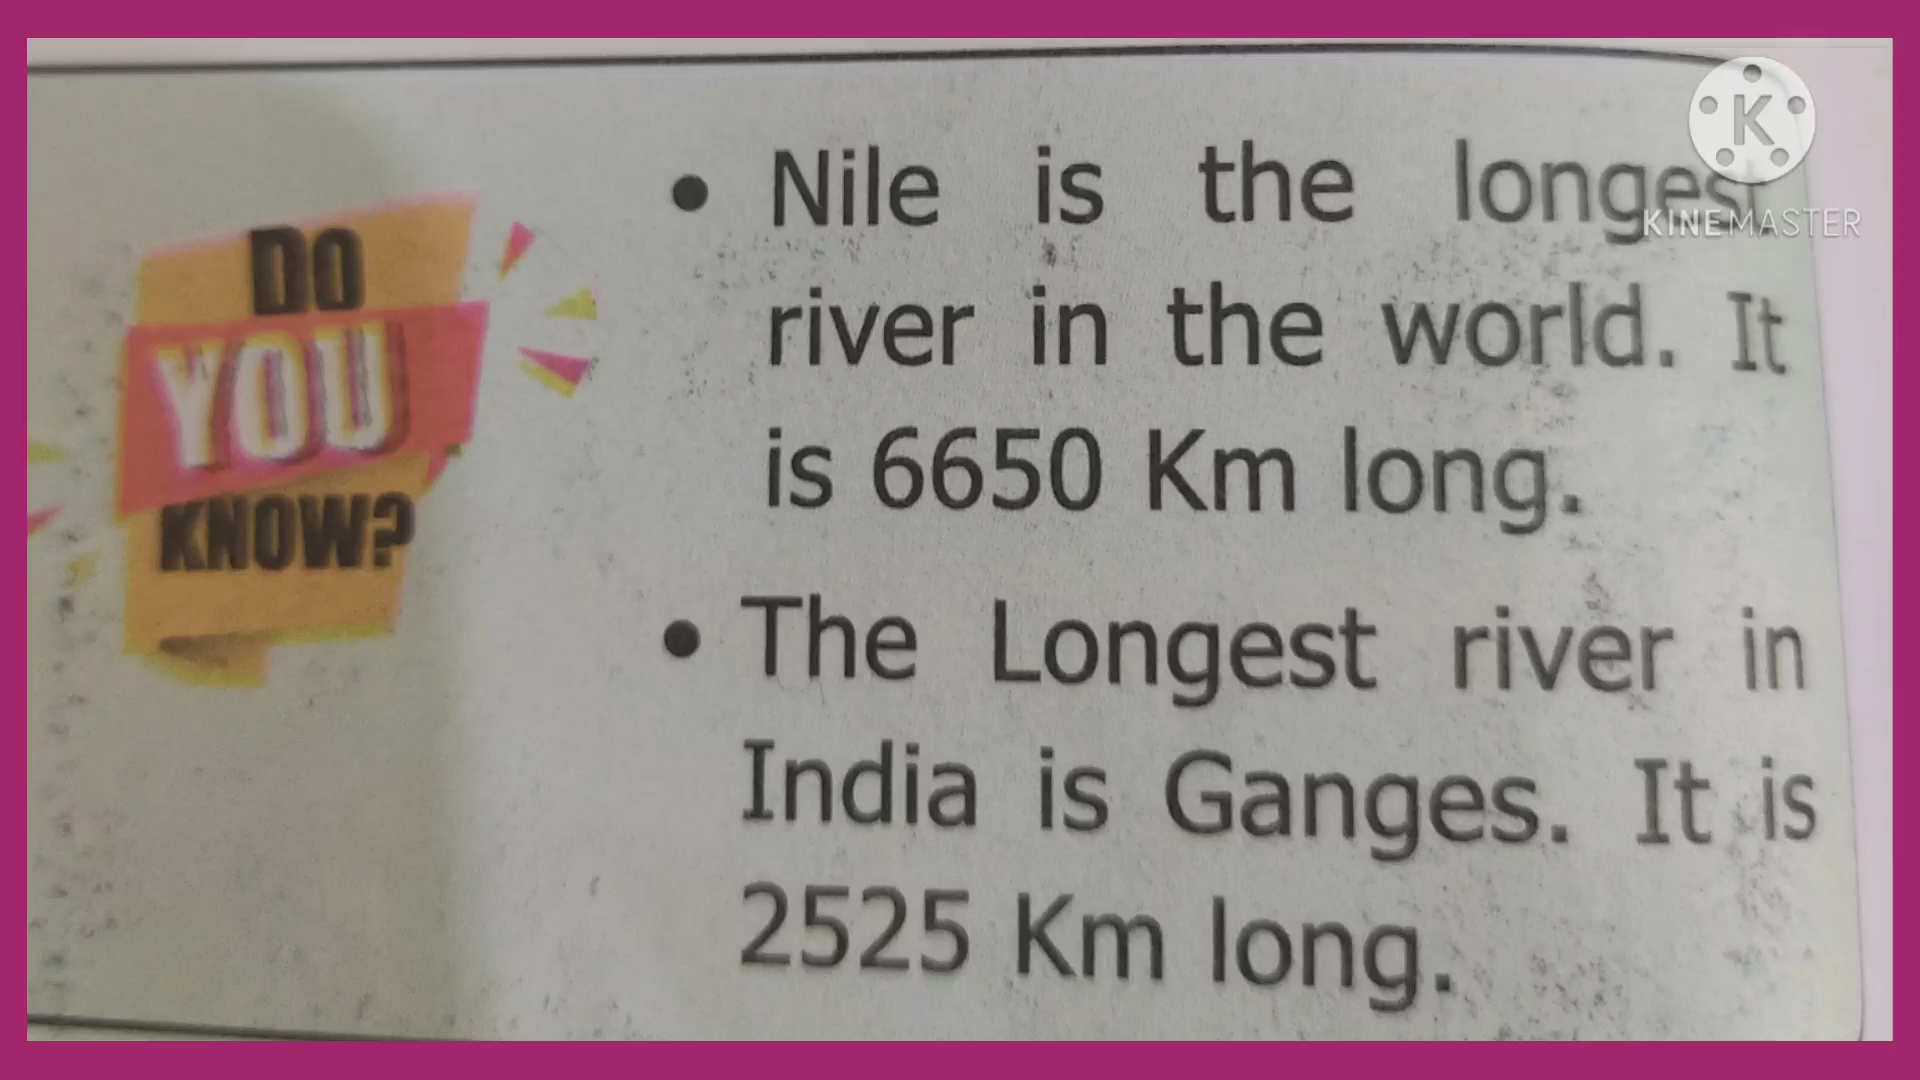 DO
YOU
KNOW?
• Nile is the longest
river in the world. It
is 6650 Km long.
• The Longest river in
India is Ganges. It is
2525 Km long.
K
KINEMASTER